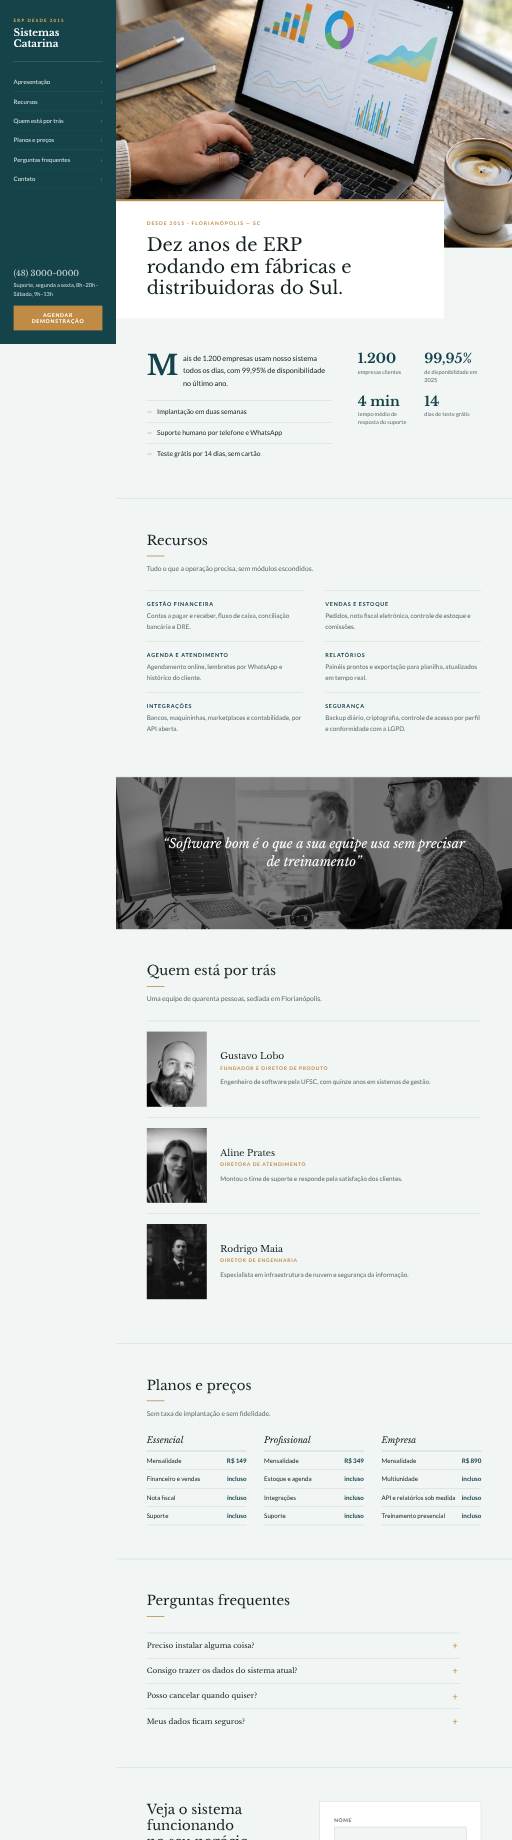 ERP DESDE 2015
Sistemas
Catarina
Apresentação
Recursos
Quem está por trás
Planos e preços
Perguntas frequentes
Contato
(48) 3000-0000
Suporte, segunda a sexta, 8h–20h ·
Sábado, 9h–13h
AGENDAR
DEMONSTRAÇÃO
DESDE 2015 · FLORIANÓPOLIS — SC
Dez anos de ERP
rodando em fábricas e
distribuidoras do Sul.
Mais de 1.200 empresas usam nosso sistema
todos os dias, com 99,95% de disponibilidade
no último ano.
— Implantação em duas semanas
— Suporte humano por telefone e WhatsApp
— Teste grátis por 14 dias, sem cartão
1.200
empresas clientes
99,95%
de disponibilidade em
2025
4 min
tempo médio de
resposta do suporte
14
dias de teste grátis
Recursos
Tudo o que a operação precisa, sem módulos escondidos.
GESTÃO FINANCEIRA
Contas a pagar e receber, fluxo de caixa, conciliação
bancária e DRE.
VENDAS E ESTOQUE
Pedidos, nota fiscal eletrônica, controle de estoque e
comissões.
AGENDA E ATENDIMENTO
Agendamento online, lembretes por WhatsApp e
histórico do cliente.
RELATÓRIOS
Painéis prontos e exportação para planilha, atualizados
em tempo real.
INTEGRAÇÕES
Bancos, maquininhas, marketplaces e contabilidade, por
API aberta.
SEGURANÇA
Backup diário, criptografia, controle de acesso por perfil
e conformidade com a LGPD.
“Software bom é o que a sua equipe usa sem precisar
de treinamento”
Quem está por trás
Uma equipe de quarenta pessoas, sediada em Florianópolis.
Gustavo Lobo
FUNDADOR E DIRETOR DE PRODUTO
Engenheiro de software pela UFSC, com quinze anos em sistemas de gestão.
Aline Prates
DIRETORA DE ATENDIMENTO
Montou o time de suporte e responde pela satisfação dos clientes.
Rodrigo Maia
DIRETOR DE ENGENHARIA
Especialista em infraestrutura de nuvem e segurança da informação.
Planos e preços
Sem taxa de implantação e sem fidelidade.
Essencial
Mensalidade R$ 149
Financeiro e vendas incluso
Nota fiscal incluso
Suporte incluso
Profissional
Mensalidade R$ 349
Estoque e agenda incluso
Integrações incluso
Suporte incluso
Empresa
Mensalidade R$ 890
Multiunidade incluso
API e relatórios sob medida incluso
Treinamento presencial incluso
Perguntas frequentes
Preciso instalar alguma coisa? +
Consigo trazer os dados do sistema atual? +
Posso cancelar quando quiser? +
Meus dados ficam seguros? +
Veja o sistema
funcionando
no seu negócio
NOME